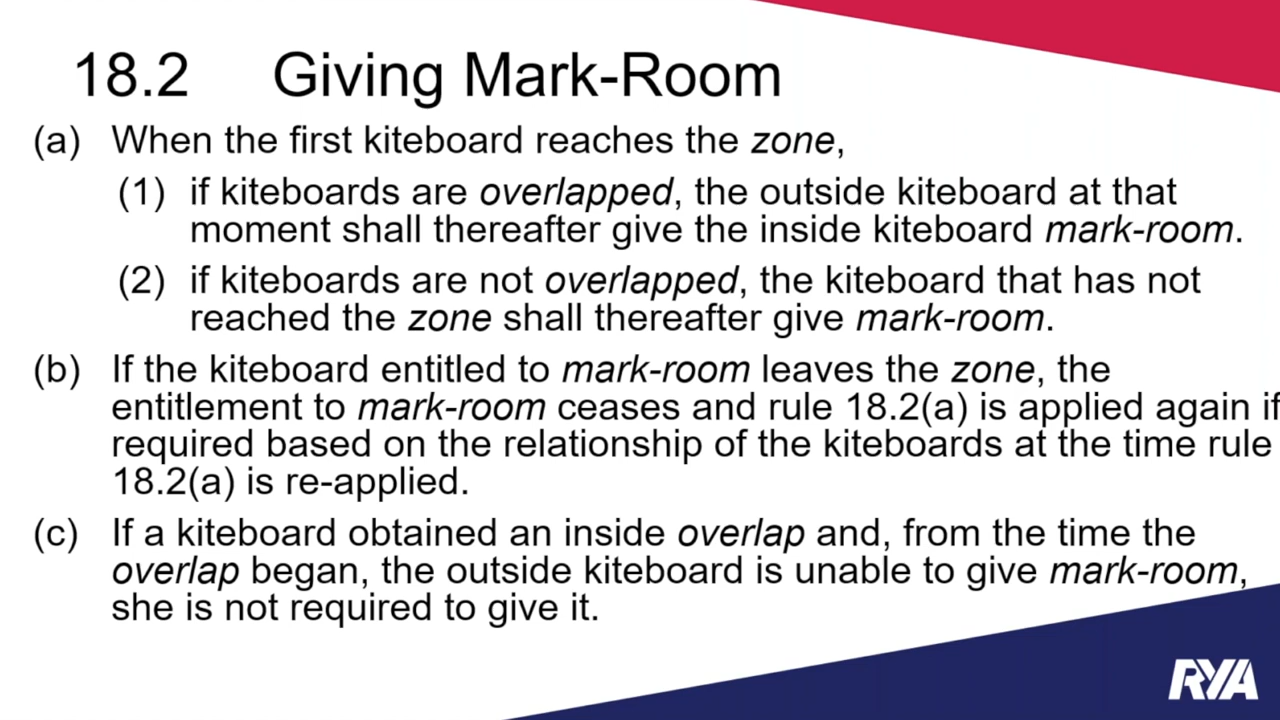 18.2 Giving Mark-Room
(a) When the first kiteboard reaches the zone,
(1) if kiteboards are overlapped, the outside kiteboard at that
moment shall thereafter give the inside kiteboard mark-room.
(2) if kiteboards are not overlapped, the kiteboard that has not
reached the zone shall thereafter give mark-room.
(b) If the kiteboard entitled to mark-room leaves the zone, the
entitlement to mark-room ceases and rule 18.2(a) is applied again if
required based on the relationship of the kiteboards at the time rule
18.2(a) is re-applied.
(c) If a kiteboard obtained an inside overlap and, from the time the
overlap began, the outside kiteboard is unable to give mark-room,
she is not required to give it.
RYA